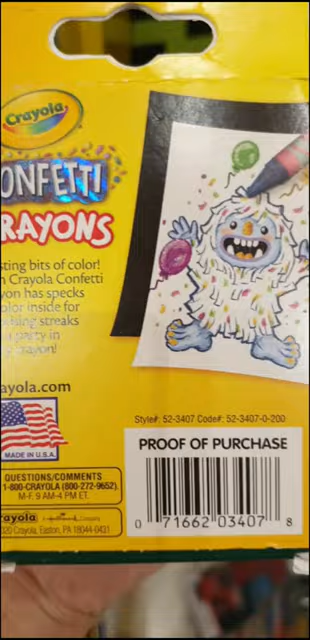 Crayola
ONFETTI
RAYONS
sting bits of color!
Crayola Confetti
yon has specks
olor inside for
streaks
party in
crayon!
ayola.com
MADE IN U.S.A.
Style#: 52-3407 Code#: 52-3407-0-200
PROOF OF PURCHASE
0 71662 03407 8
QUESTIONS/COMMENTS
1-800-CRAYOLA (800-272-9652).
M-F: 9 AM-4 PM ET.
rayola
Crayola, Easton, PA 18044-0431